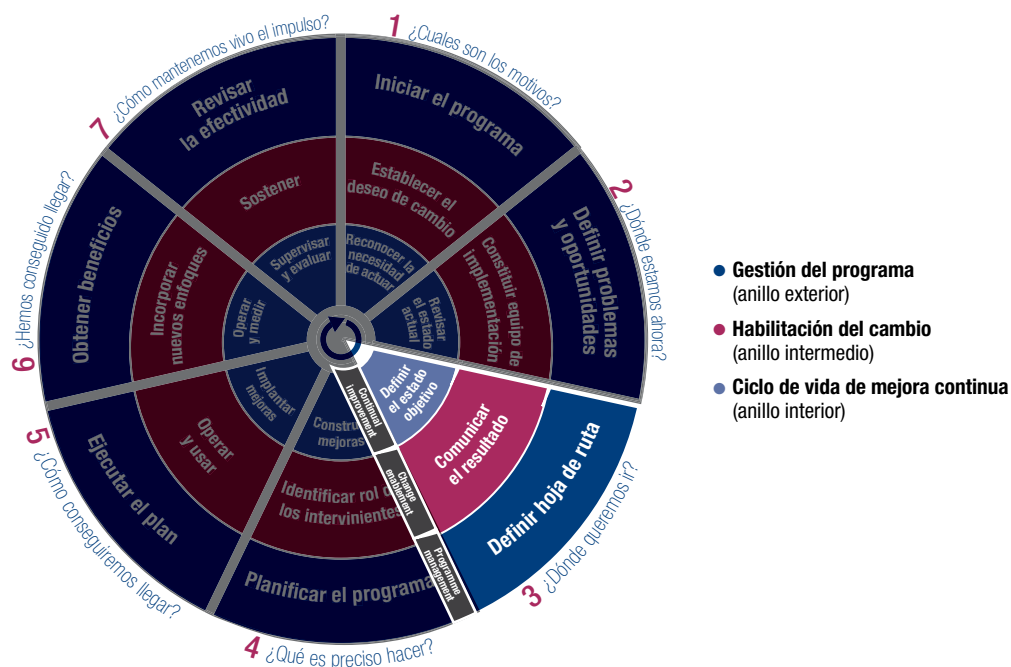 1 ¿Cuales son los motivos?
Iniciar el programa
Establecer el
deseo de cambio
Reconocer la
necesidad
de actuar
2 ¿Dónde estamos ahora?
Definir problemas
y oportunidades
Constituir equipo de
implementación
Revisar
el estado
actual
3 ¿Dónde queremos ir?
Definir hoja de ruta
Comunicar
el resultado
Definir
el estado
objetivo
Continual
improvement
Change
enablement
Programme
management
4 ¿Qué es preciso hacer?
Planificar el programa
Identificar rol d
los intervinientes
Constru
mejoras
5 ¿Cómo conseguiremos llegar?
Ejecutar el plan
Operar
y usar
Implantar
mejoras
6 ¿Hemos conseguido llegar?
Obtener beneficios
Incorporar
nuevos enfoques
Operar
y medir
7 ¿Cómo mantenemos vivo el impulso?
Revisar
la efectividad
Sostener
Supervisar
y evaluar
Gestión del programa
(anillo exterior)
Habilitación del cambio
(anillo intermedio)
Ciclo de vida de mejora continua
(anillo interior)